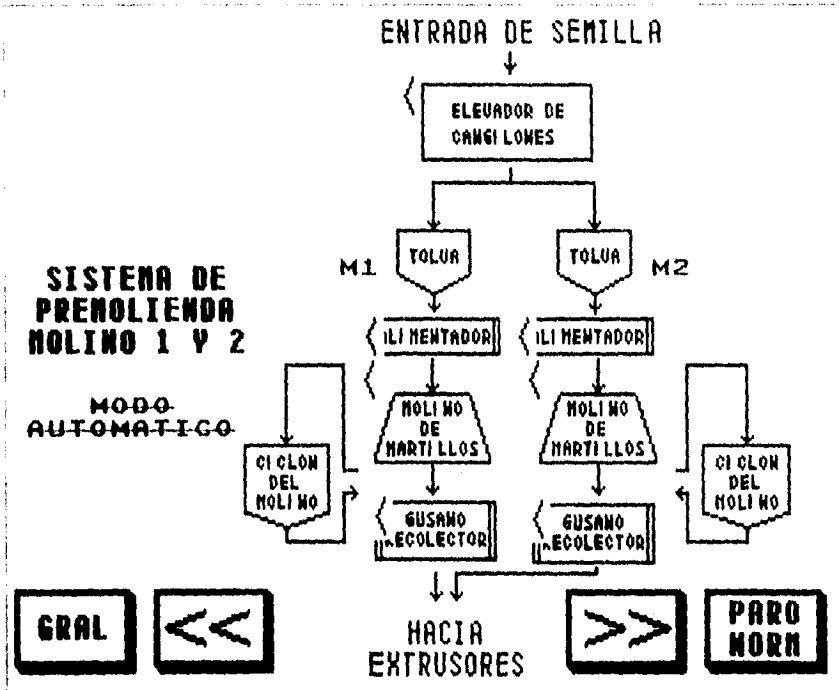 ENTRADA DE SEMILLA
ELEVADOR DE
CANGILONES
TOLVA
TOLVA
M1
M2
SISTEMA DE
PREMOLIENDA
MOLINO 1 Y 2
MODO
AUTOMATICO
ALIMENTADOR
ALIMENTADOR
MOLINO
DE
MARTILLOS
MOLINO
DE
MARTILLOS
CICLON
DEL
MOLINO
CICLON
DEL
MOLINO
GUSANO
RECOLECTOR
GUSANO
RECOLECTOR
GRAL
<<
HACIA
EXTRUSORES
>>
PARO
NORM